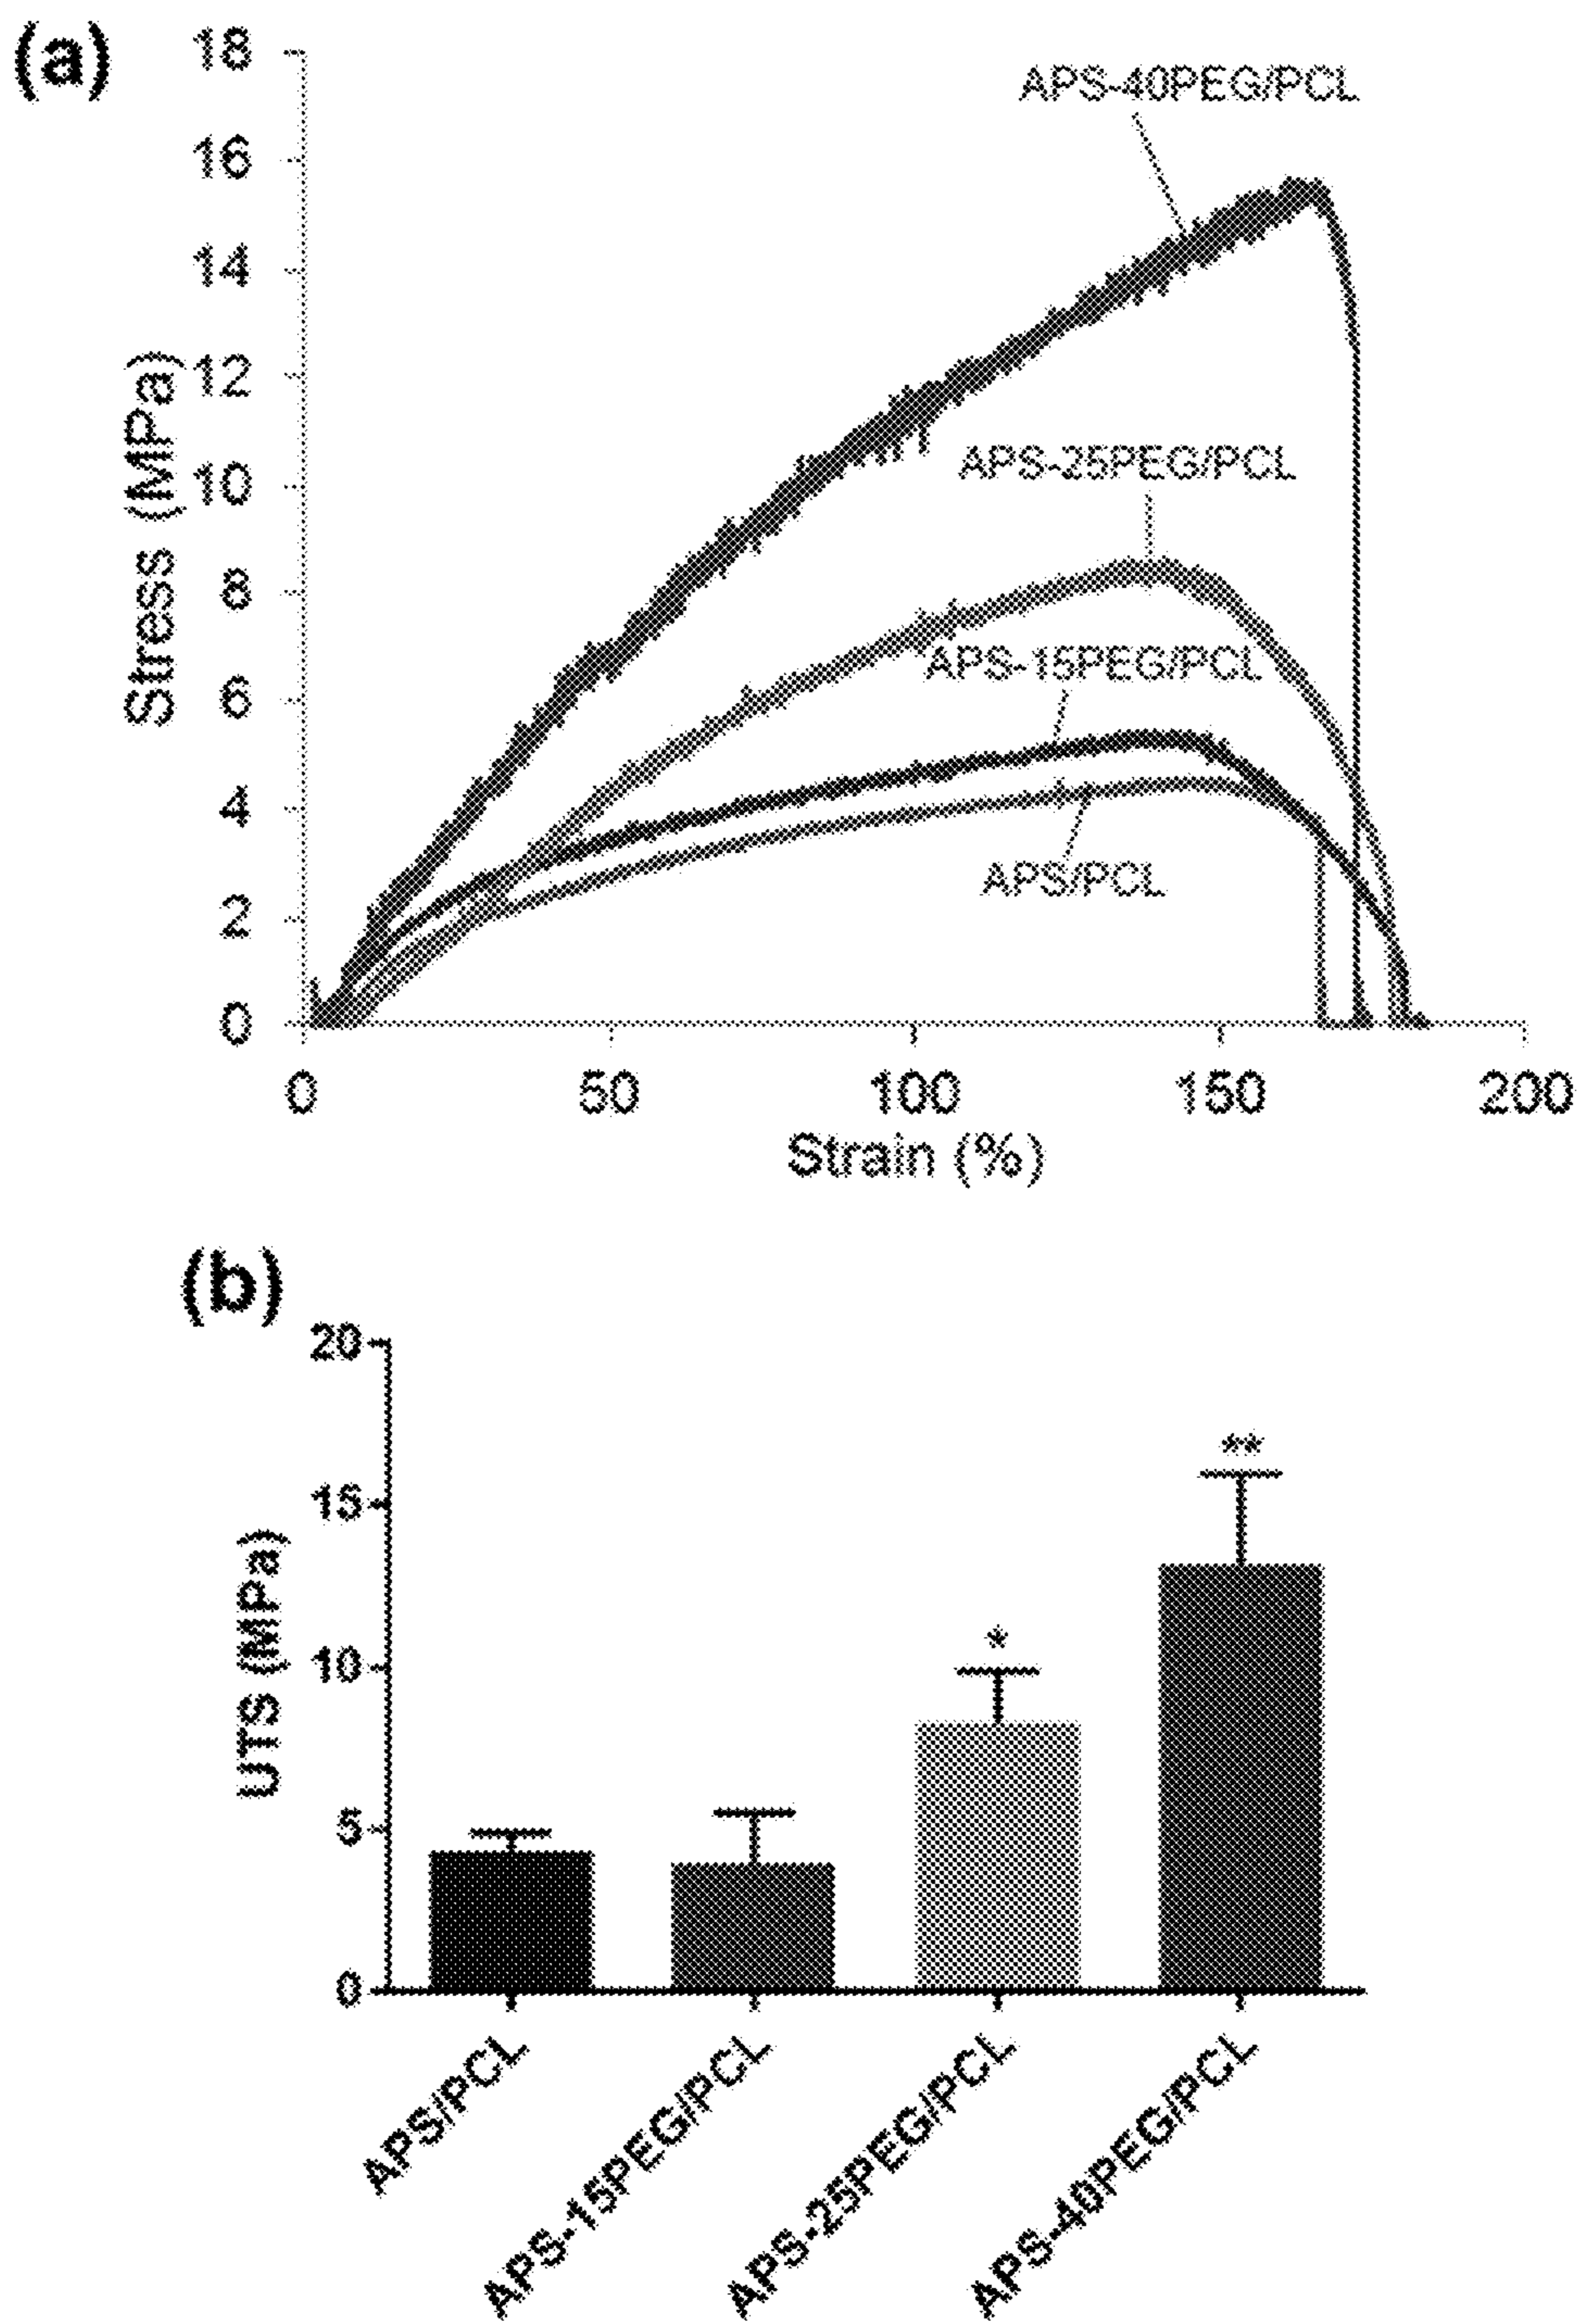 (a)
18
16
14
12
10
8
6
4
2
0
Stress (MPa)
APS-40PEG/PCL
APS-25PEG/PCL
APS-15PEG/PCL
APS/PCL
0 50 100 150 200
Strain (%)
(b)
20
15
10
5
0
UTS (MPa)
*
**
APS/PCL
APS-15PEG/PCL
APS-25PEG/PCL
APS-40PEG/PCL